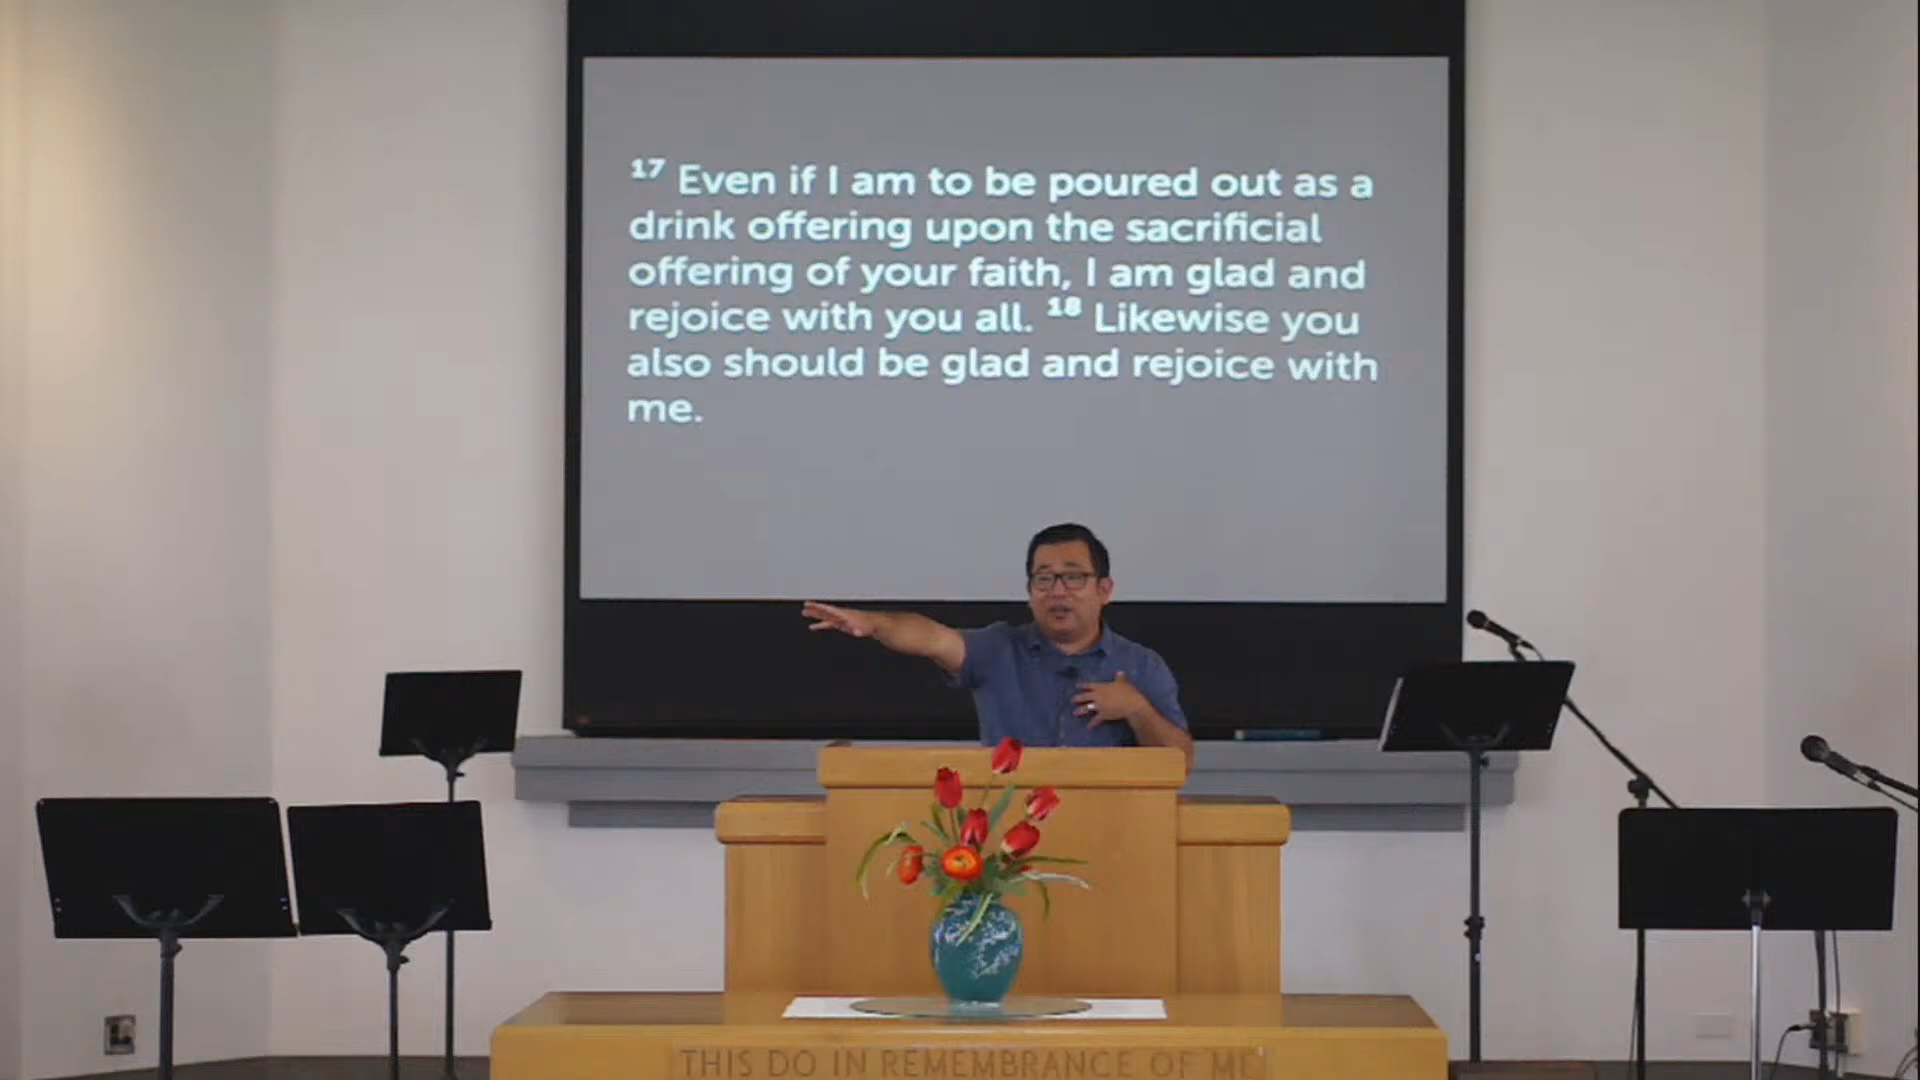 17 Even if I am to be poured out as a
drink offering upon the sacrificial
offering of your faith, I am glad and
rejoice with you all. 18 Likewise you
also should be glad and rejoice with
me.
THIS DO IN REMEMBRANCE OF ME